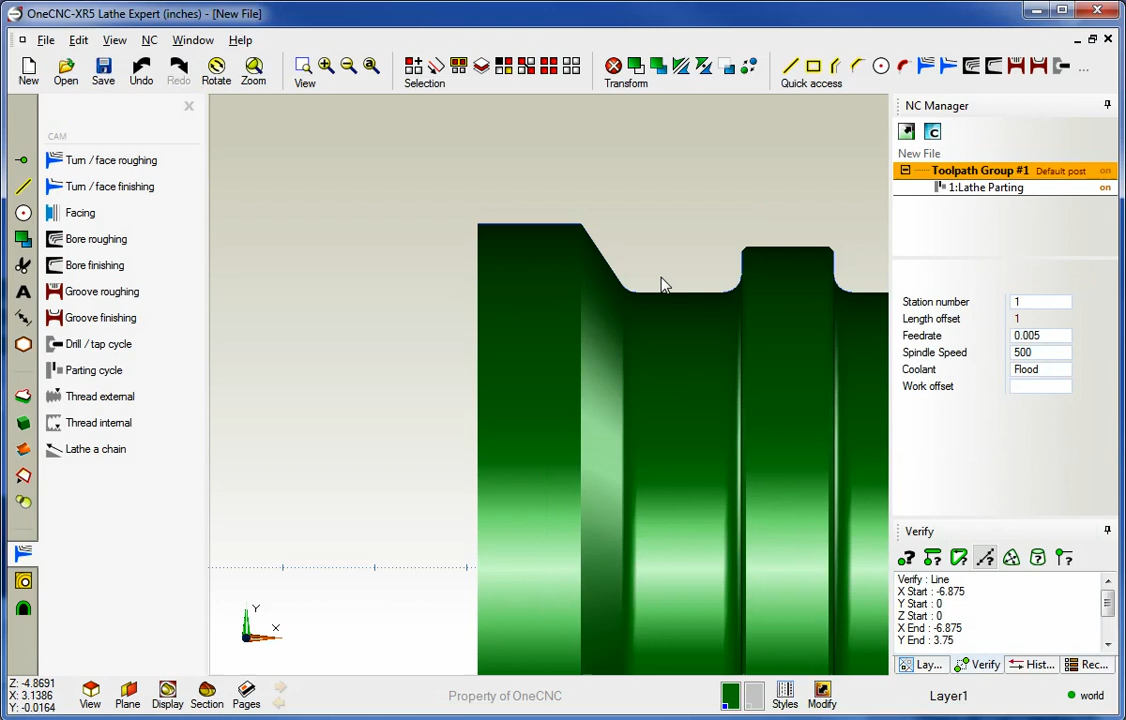 OneCNC-XR5 Lathe Expert (inches) - [New File]
File Edit View NC Window Help
New Open Save Undo Redo Rotate Zoom View Selection Transform Quick access
CAM
Turn / face roughing
Turn / face finishing
Facing
Bore roughing
Bore finishing
Groove roughing
Groove finishing
Drill / tap cycle
Parting cycle
Thread external
Thread internal
Lathe a chain
A
Y
X
NC Manager
New File
Toolpath Group #1 Default post on
1:Lathe Parting on
Station number 1
Length offset 1
Feedrate 0.005
Spindle Speed 500
Coolant Flood
Work offset
Verify
Verify : Line
X Start : -6.875
Y Start : 0
Z Start : 0
X End : -6.875
Y End : 3.75
Lay... Verify Hist... Rec...
Z: -4.8691
X: 3.1386
X: -0.0164
View Plane Display Section Pages
Property of OneCNC
Styles Modify
Layer1
world